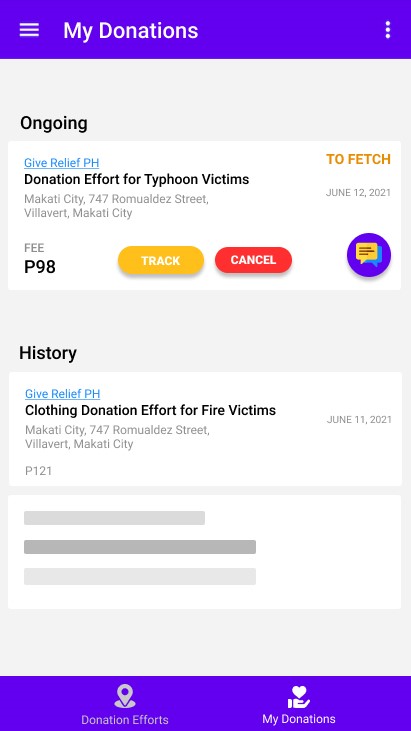 My Donations
Ongoing
Give Relief PH
TO FETCH
Donation Effort for Typhoon Victims
JUNE 12, 2021
Makati City, 747 Romualdez Street,
Villavert, Makati City
FEE
P98
TRACK
CANCEL
History
Give Relief PH
Clothing Donation Effort for Fire Victims
JUNE 11, 2021
Makati City, 747 Romualdez Street,
Villavert, Makati City
P121
Donation Efforts
My Donations